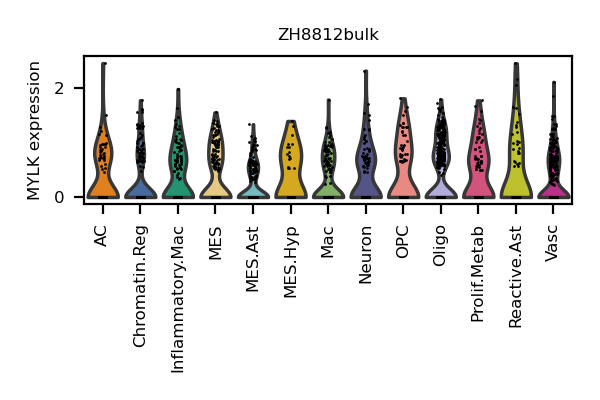 ZH8812bulk
MYLK expression
2
0
AC
Chromatin.Reg
Inflammatory.Mac
MES
MES.Ast
MES.Hyp
Mac
Neuron
OPC
Oligo
Prolif.Metab
Reactive.Ast
Vasc